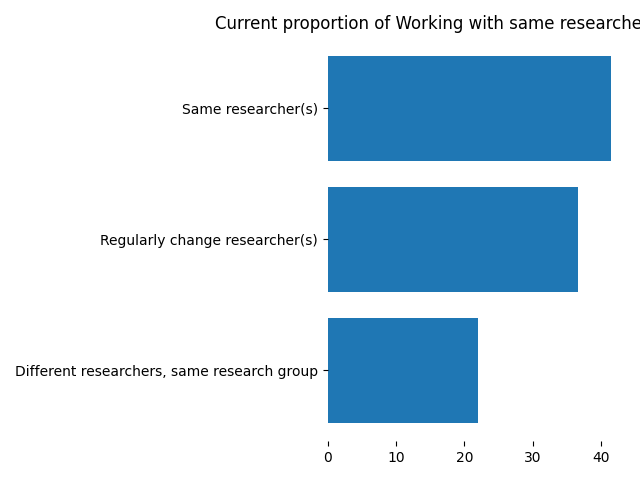 Current proportion of Working with same researche
Same researcher(s)
Regularly change researcher(s)
Different researchers, same research group
0 10 20 30 40